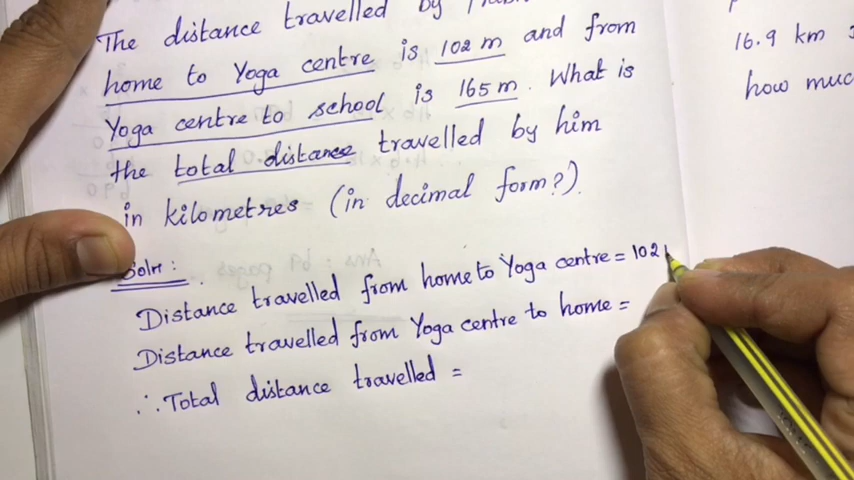 The distance travelled by
home to Yoga centre is 102 m and from
Yoga centre to school is 165 m. What is
the total distance travelled by him
in kilometres (in decimal form?).
Soln:
Distance travelled from home to Yoga centre = 102
Distance travelled from Yoga centre to home =
∴ Total distance travelled =
16.9 km
how much